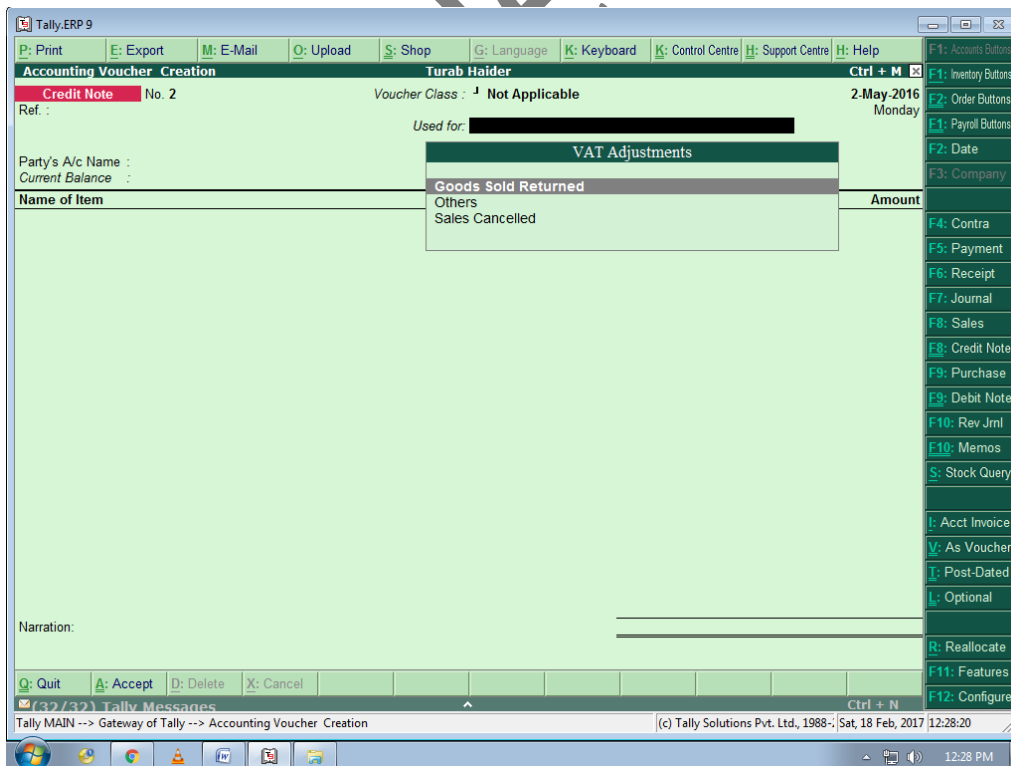 Tally.ERP 9
P: Print E: Export M: E-Mail O: Upload S: Shop G: Language K: Keyboard K: Control Centre H: Support Centre H: Help
F1: Accounts Buttons
Accounting Voucher Creation Turab Haider Ctrl + M
F1: Inventory Buttons
Credit Note No. 2 Voucher Class : ┘ Not Applicable 2-May-2016
F2: Order Buttons
Ref. : Monday
F1: Payroll Buttons
Used for:
VAT Adjustments
F2: Date
Party's A/c Name :
F3: Company
Current Balance :
Goods Sold Returned
Name of Item Others Amount
Sales Cancelled
F4: Contra
F5: Payment
F6: Receipt
F7: Journal
F8: Sales
F8: Credit Note
F9: Purchase
F9: Debit Note
F10: Rev Jrnl
F10: Memos
S: Stock Query
I: Acct Invoice
V: As Voucher
T: Post-Dated
L: Optional
Narration:
R: Reallocate
F11: Features
Q: Quit A: Accept D: Delete X: Cancel
F12: Configure
(32/32) Tally Messages Ctrl + N
Tally MAIN --> Gateway of Tally --> Accounting Voucher Creation (c) Tally Solutions Pvt. Ltd., 1988-: Sat, 18 Feb, 2017 12:28:20
12:28 PM